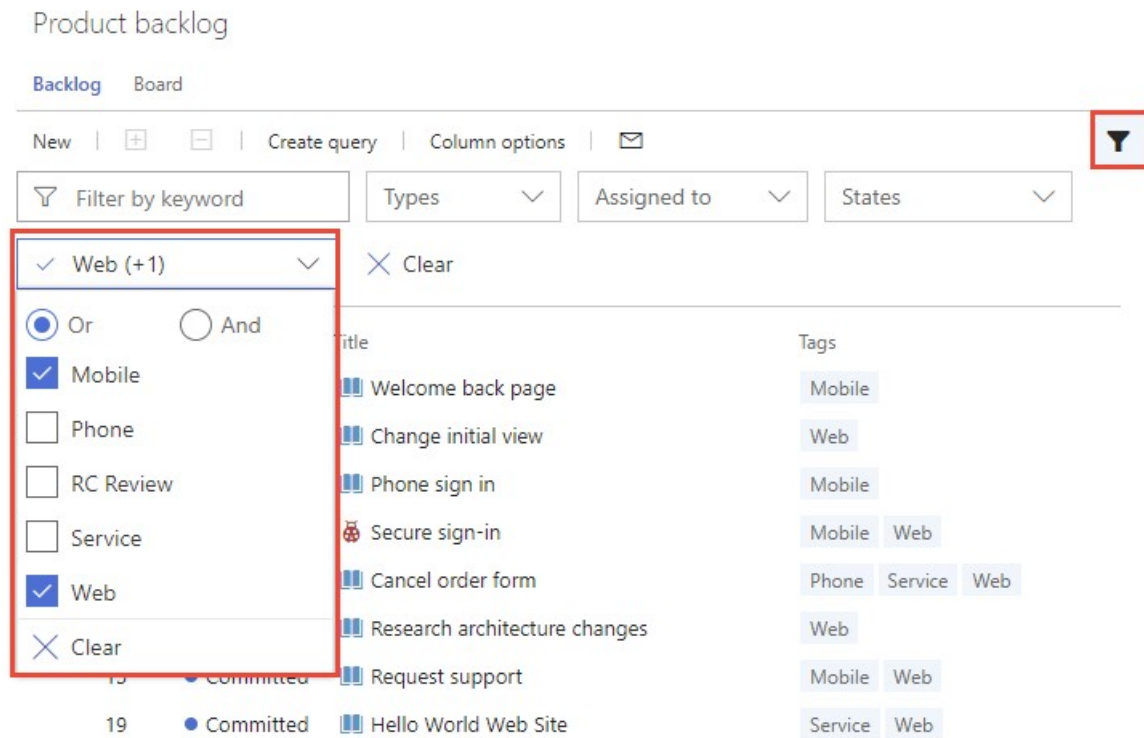 Product backlog
Backlog Board
New Create query Column options
Filter by keyword Types Assigned to States
Web (+1) Clear
Or And
Title Tags
Mobile
Welcome back page Mobile
Phone
Change initial view Web
RC Review
Phone sign in Mobile
Service
Secure sign-in Mobile Web
Web
Cancel order form Phone Service Web
Clear
Research architecture changes Web
Committed Request support Mobile Web
19 Committed Hello World Web Site Service Web